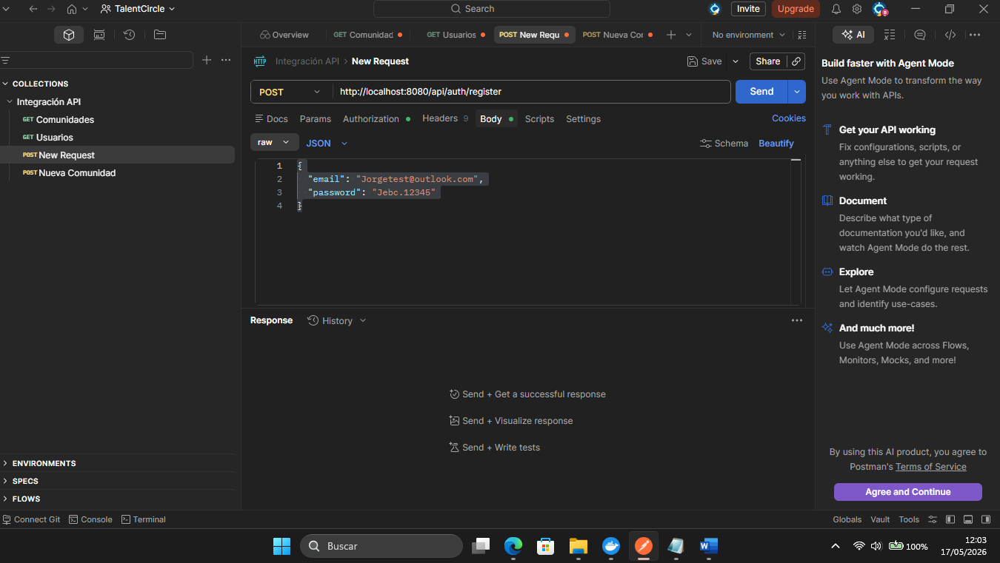 TalentCircle
Search
Invite
Upgrade
8
Overview
GET Comunidad
GET Usuarios
POST New Requ
POST Nueva Cor
No environment
AI
HTTP
Integración API > New Request
Save
Share
COLLECTIONS
Integración API
GET Comunidades
GET Usuarios
POST New Request
POST Nueva Comunidad
POST
http://localhost:8080/api/auth/register
Send
Docs
Params
Authorization
Headers 9
Body
Scripts
Settings
Cookies
raw
JSON
Schema
Beautify
1 {
2 "email": "Jorgetest@outlook.com",
3 "password": "Jebc.12345"
4 }
Response
History
Send + Get a successful response
Send + Visualize response
Send + Write tests
Build faster with Agent Mode
Use Agent Mode to transform the way
you work with APIs.
Get your API working
Fix configurations, scripts, or
anything else to get your request
working.
Document
Describe what type of
documentation you'd like, and
watch Agent Mode do the rest.
Explore
Let Agent Mode configure requests
and identify use-cases.
And much more!
Use Agent Mode across Flows,
Monitors, Mocks, and more!
By using this AI product, you agree to
Postman's Terms of Service
Agree and Continue
ENVIRONMENTS
SPECS
FLOWS
Connect Git
Console
Terminal
Globals
Vault
Tools
Buscar
W
100%
12:03
17/05/2026